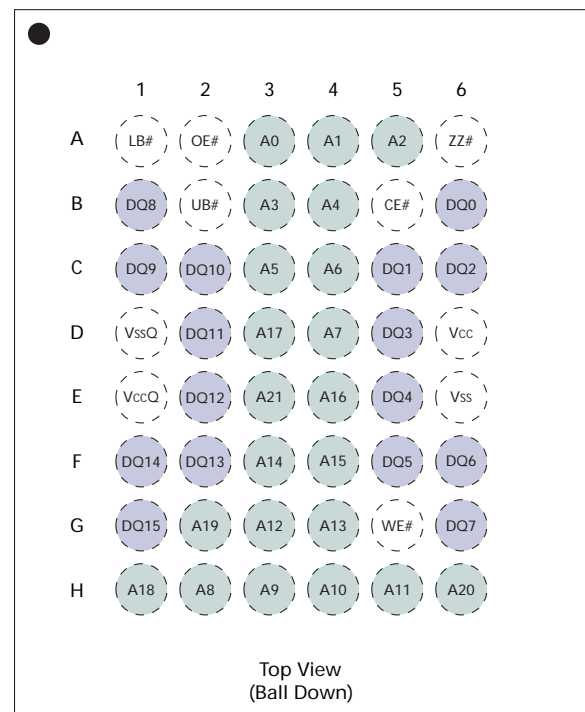 1 2 3 4 5 6
A LB# OE# A0 A1 A2 ZZ#
B DQ8 UB# A3 A4 CE# DQ0
C DQ9 DQ10 A5 A6 DQ1 DQ2
D VssQ DQ11 A17 A7 DQ3 Vcc
E VccQ DQ12 A21 A16 DQ4 Vss
F DQ14 DQ13 A14 A15 DQ5 DQ6
G DQ15 A19 A12 A13 WE# DQ7
H A18 A8 A9 A10 A11 A20
Top View
(Ball Down)